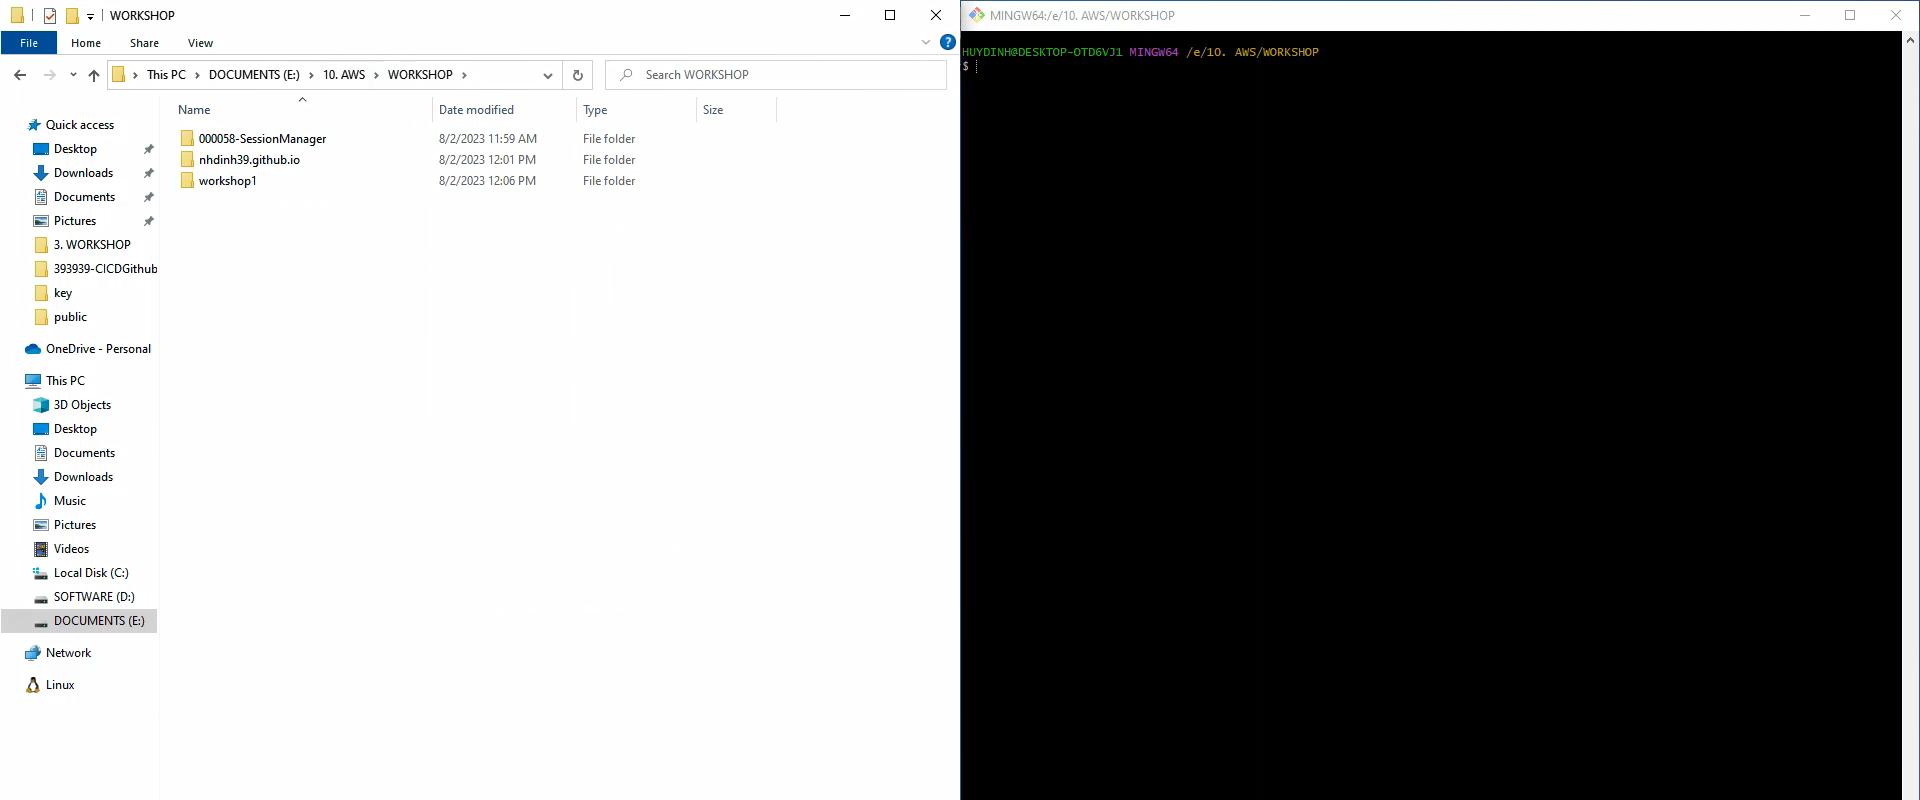 WORKSHOP
File Home Share View
This PC DOCUMENTS (E:) 10. AWS WORKSHOP
Search WORKSHOP
Name Date modified Type Size
000058-SessionManager 8/2/2023 11:59 AM File folder
nhdinh39.github.io 8/2/2023 12:01 PM File folder
workshop1 8/2/2023 12:06 PM File folder
Quick access
Desktop
Downloads
Documents
Pictures
3. WORKSHOP
393939-CICDGithub
key
public
OneDrive - Personal
This PC
3D Objects
Desktop
Documents
Downloads
Music
Pictures
Videos
Local Disk (C:)
SOFTWARE (D:)
DOCUMENTS (E:)
Network
Linux
MINGW64:/e/10. AWS/WORKSHOP
HUYDINH@DESKTOP-OTD6VJ1 MINGW64 /e/10. AWS/WORKSHOP
$